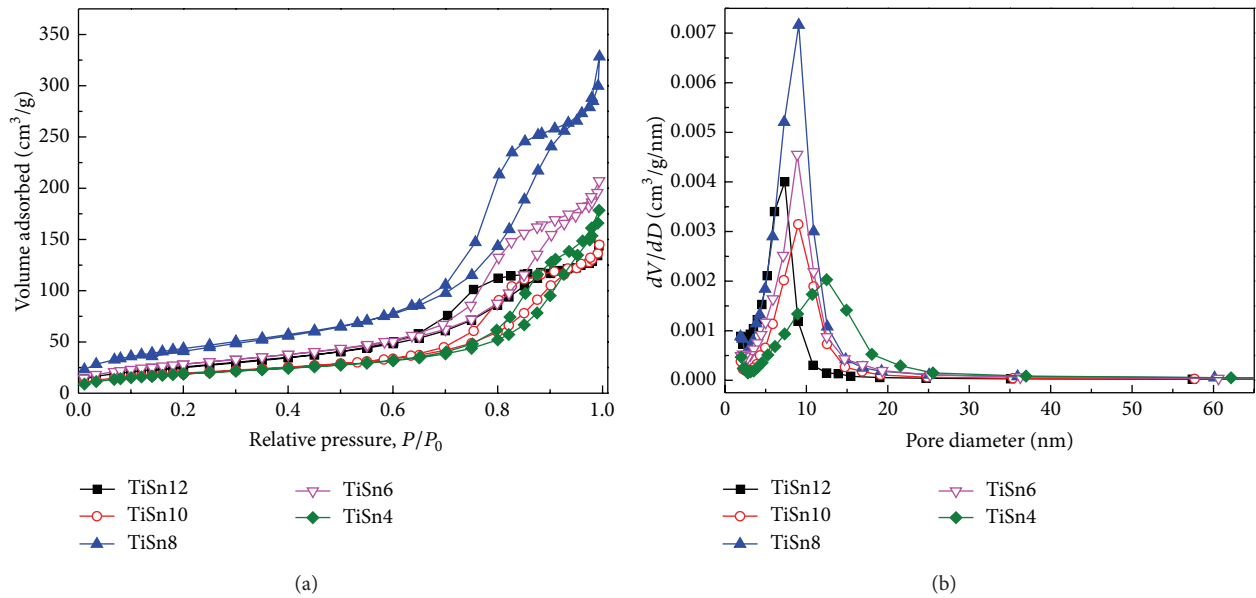 350
300
250
200
150
100
50
0
Volume adsorbed (cm³/g)
0.0 0.2 0.4 0.6 0.8 1.0
Relative pressure, P/P₀
TiSn12
TiSn10
TiSn8
TiSn6
TiSn4
(a)
0.007
0.006
0.005
0.004
0.003
0.002
0.001
0.000
dV/dD (cm³/g/nm)
0 10 20 30 40 50 60
Pore diameter (nm)
TiSn12
TiSn10
TiSn8
TiSn6
TiSn4
(b)